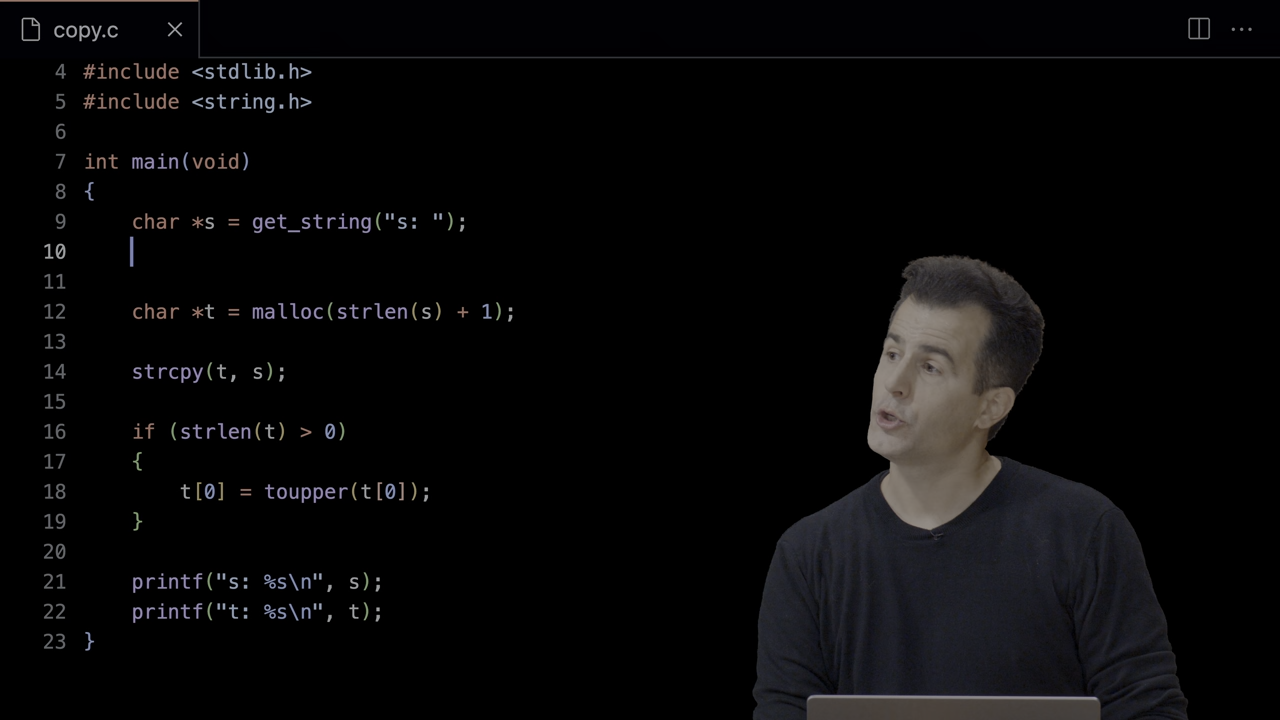 copy.c
4 #include <stdlib.h>
5 #include <string.h>
6
7 int main(void)
8 {
9 char *s = get_string("s: ");
10
11
12 char *t = malloc(strlen(s) + 1);
13
14 strcpy(t, s);
15
16 if (strlen(t) > 0)
17 {
18 t[0] = toupper(t[0]);
19 }
20
21 printf("s: %s\n", s);
22 printf("t: %s\n", t);
23 }